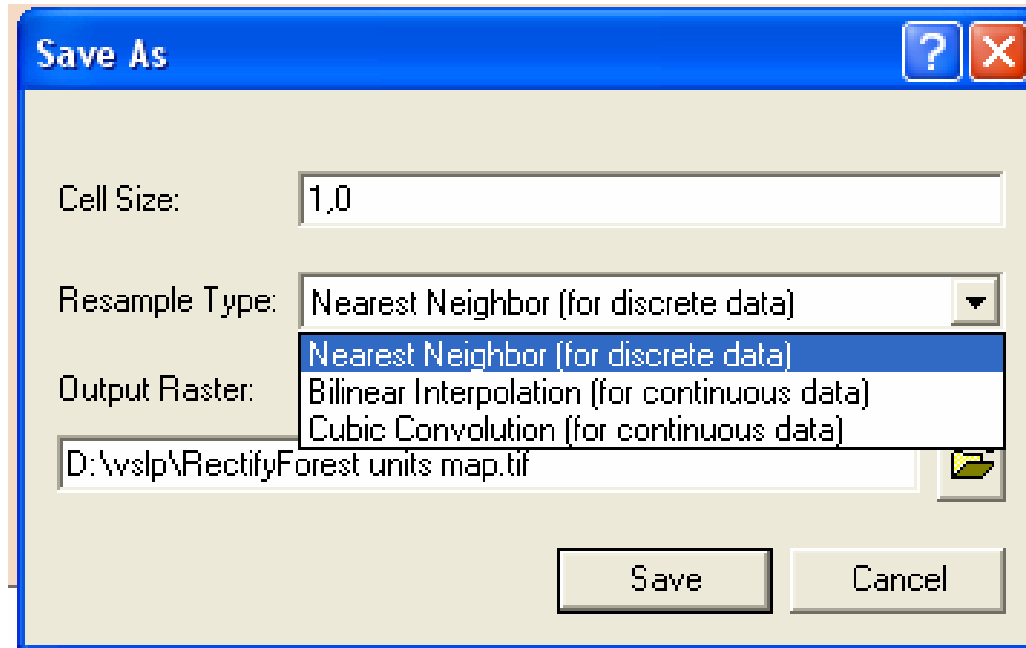 Save As
?
Cell Size:
1,0
Resample Type:
Nearest Neighbor (for discrete data)
Nearest Neighbor (for discrete data)
Bilinear Interpolation (for continuous data)
Cubic Convolution (for continuous data)
Output Raster:
D:\vslp\RectifyForest units map.tif
Save
Cancel